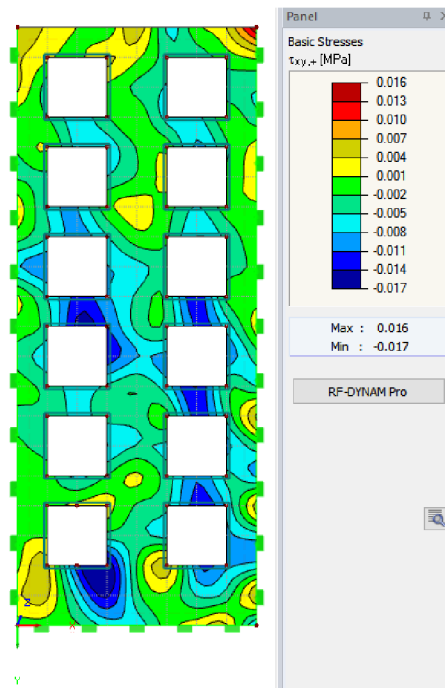 Panel
Basic Stresses
τxy,+ [MPa]
0.016
0.013
0.010
0.007
0.004
0.001
-0.002
-0.005
-0.008
-0.011
-0.014
-0.017
Max : 0.016
Min : -0.017
RF-DYNAM Pro
Z
X
Y